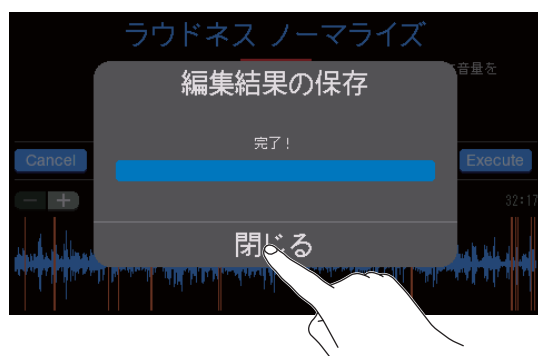 ラウドネス ノーマライズ
音量を
編集結果の保存
完了！
Cancel
Execute
32:17
閉じる